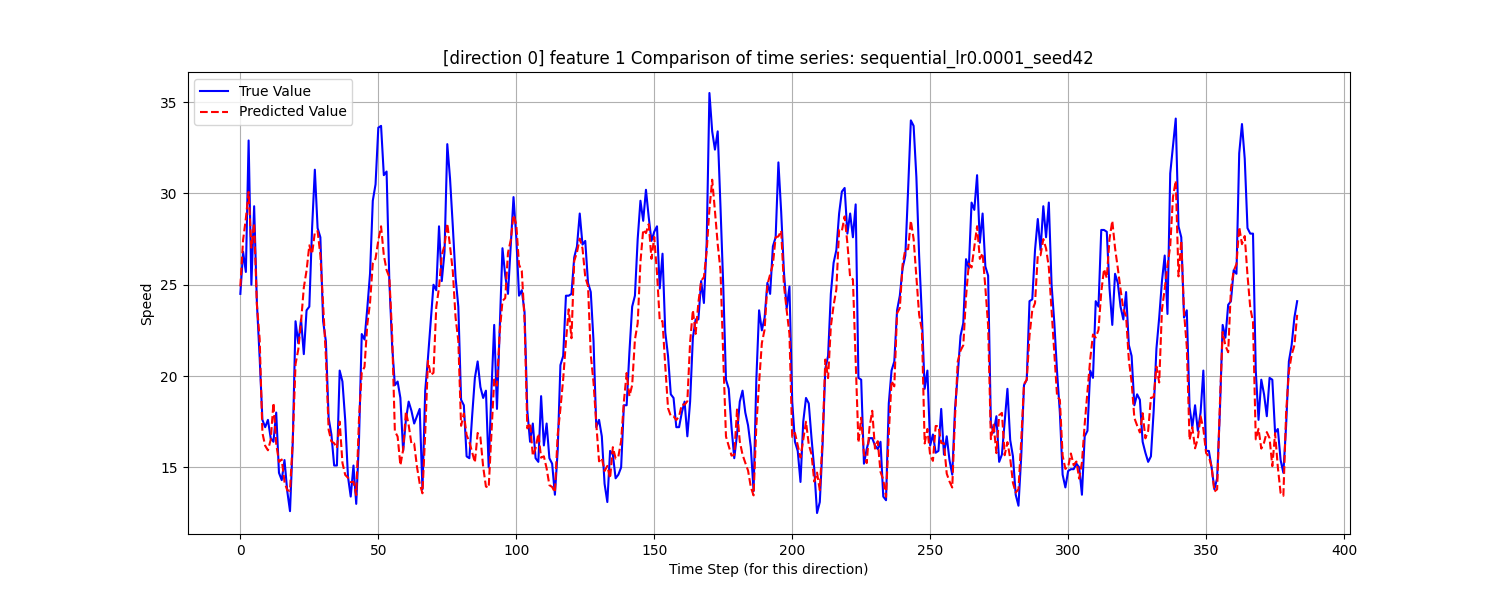 [direction 0] feature 1 Comparison of time series: sequential_lr0.0001_seed42
True Value
Predicted Value
35
30
25
20
15
Speed
0 50 100 150 200 250 300 350 400
Time Step (for this direction)